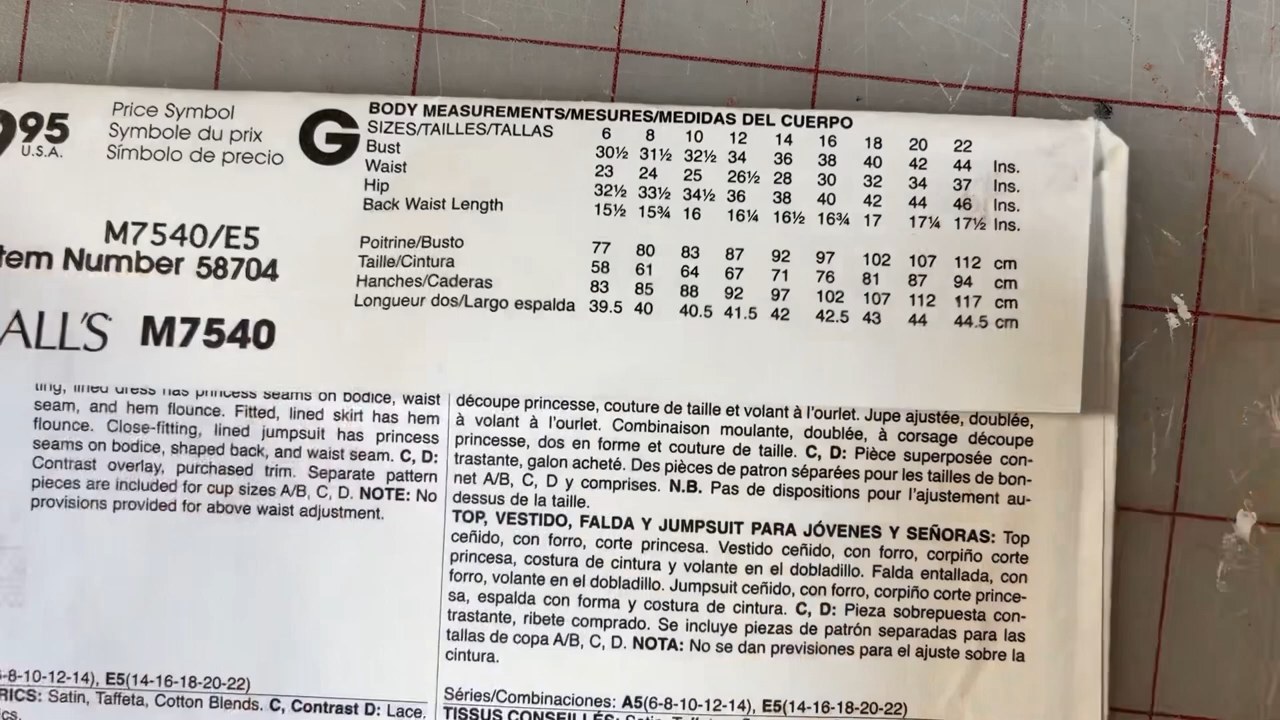 95
U.S.A.
Price Symbol
Symbole du prix
Símbolo de precio
G
BODY MEASUREMENTS/MESURES/MEDIDAS DEL CUERPO
SIZES/TAILLES/TALLAS 6 8 10 12 14 16 18 20 22
Bust 30½ 31½ 32½ 34 36 38 40 42 44 Ins.
Waist 23 24 25 26½ 28 30 32 34 37 Ins.
Hip 32½ 33½ 34½ 36 38 40 42 44 46 Ins.
Back Waist Length 15½ 15¾ 16 16¼ 16½ 16¾ 17 17¼ 17½ Ins.
Poitrine/Busto 77 80 83 87 92 97 102 107 112 cm
Taille/Cintura 58 61 64 67 71 76 81 87 94 cm
Hanches/Caderas 83 85 88 92 97 102 107 112 117 cm
Longueur dos/Largo espalda 39.5 40 40.5 41.5 42 42.5 43 44 44.5 cm
M7540/E5
tem Number 58704
ALL'S M7540
ting, lined dress has princess seams on bodice, waist
seam, and hem flounce. Fitted, lined skirt has hem
flounce. Close-fitting, lined jumpsuit has princess
seams on bodice, shaped back, and waist seam. C, D:
Contrast overlay, purchased trim. Separate pattern
pieces are included for cup sizes A/B, C, D. NOTE: No
provisions provided for above waist adjustment.
découpe princesse, couture de taille et volant à l'ourlet. Jupe ajustée, doublée,
à volant à l'ourlet. Combinaison moulante, doublée, à corsage découpe
princesse, dos en forme et couture de taille. C, D: Pièce superposée con-
trastante, galon acheté. Des pièces de patron séparées pour les tailles de bon-
net A/B, C, D y comprises. N.B. Pas de dispositions pour l'ajustement au-
dessus de la taille.
TOP, VESTIDO, FALDA Y JUMPSUIT PARA JÓVENES Y SEÑORAS: Top
ceñido, con forro, corte princesa. Vestido ceñido, con forro, corpiño corte
princesa, costura de cintura y volante en el dobladillo. Falda entallada, con
forro, volante en el dobladillo. Jumpsuit ceñido, con forro, corpiño corte prince-
sa, espalda con forma y costura de cintura. C, D: Pieza sobrepuesta con-
trastante, ribete comprado. Se incluye piezas de patrón separadas para las
tallas de copa A/B, C, D. NOTA: No se dan previsiones para el ajuste sobre la
cintura.
-8-10-12-14), E5(14-16-18-20-22)
RICS: Satin, Taffeta, Cotton Blends. C, Contrast D: Lace.
cs.
Séries/Combinaciones: A5(6-8-10-12-14), E5(14-16-18-20-22)
TISSUS CONSEILLÉS: